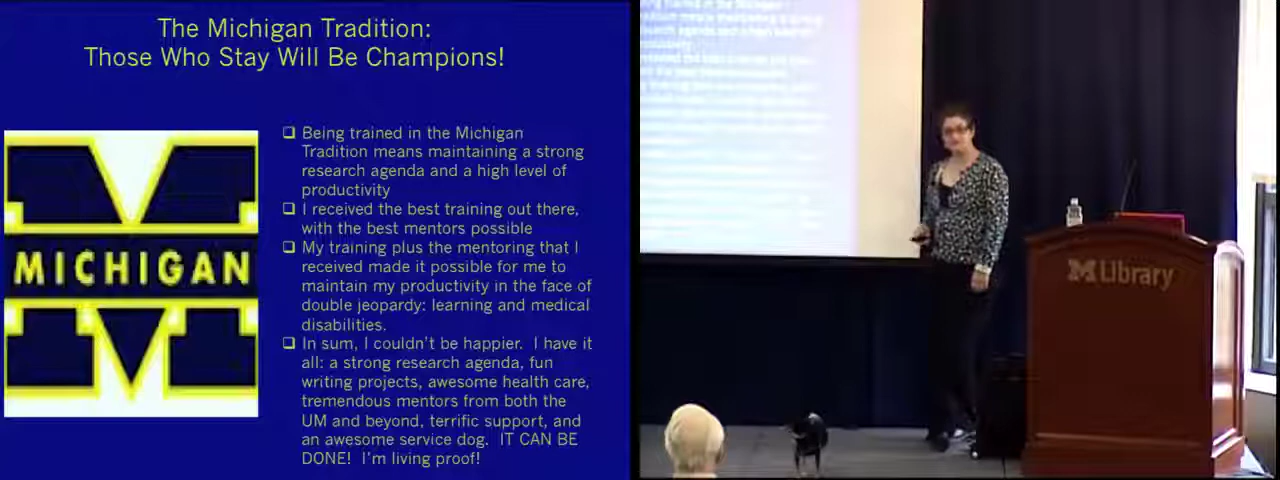 The Michigan Tradition:
Those Who Stay Will Be Champions!
MICHIGAN
❑ Being trained in the Michigan
Tradition means maintaining a strong
research agenda and a high level of
productivity
❑ I received the best training out there,
with the best mentors possible
❑ My training plus the mentoring that I
received made it possible for me to
maintain my productivity in the face of
double jeopardy: learning and medical
disabilities.
❑ In sum, I couldn't be happier.  I have it
all: a strong research agenda, fun
writing projects, awesome health care,
tremendous mentors from both the
UM and beyond, terrific support, and
an awesome service dog.  IT CAN BE
DONE!  I'm living proof!
M Library